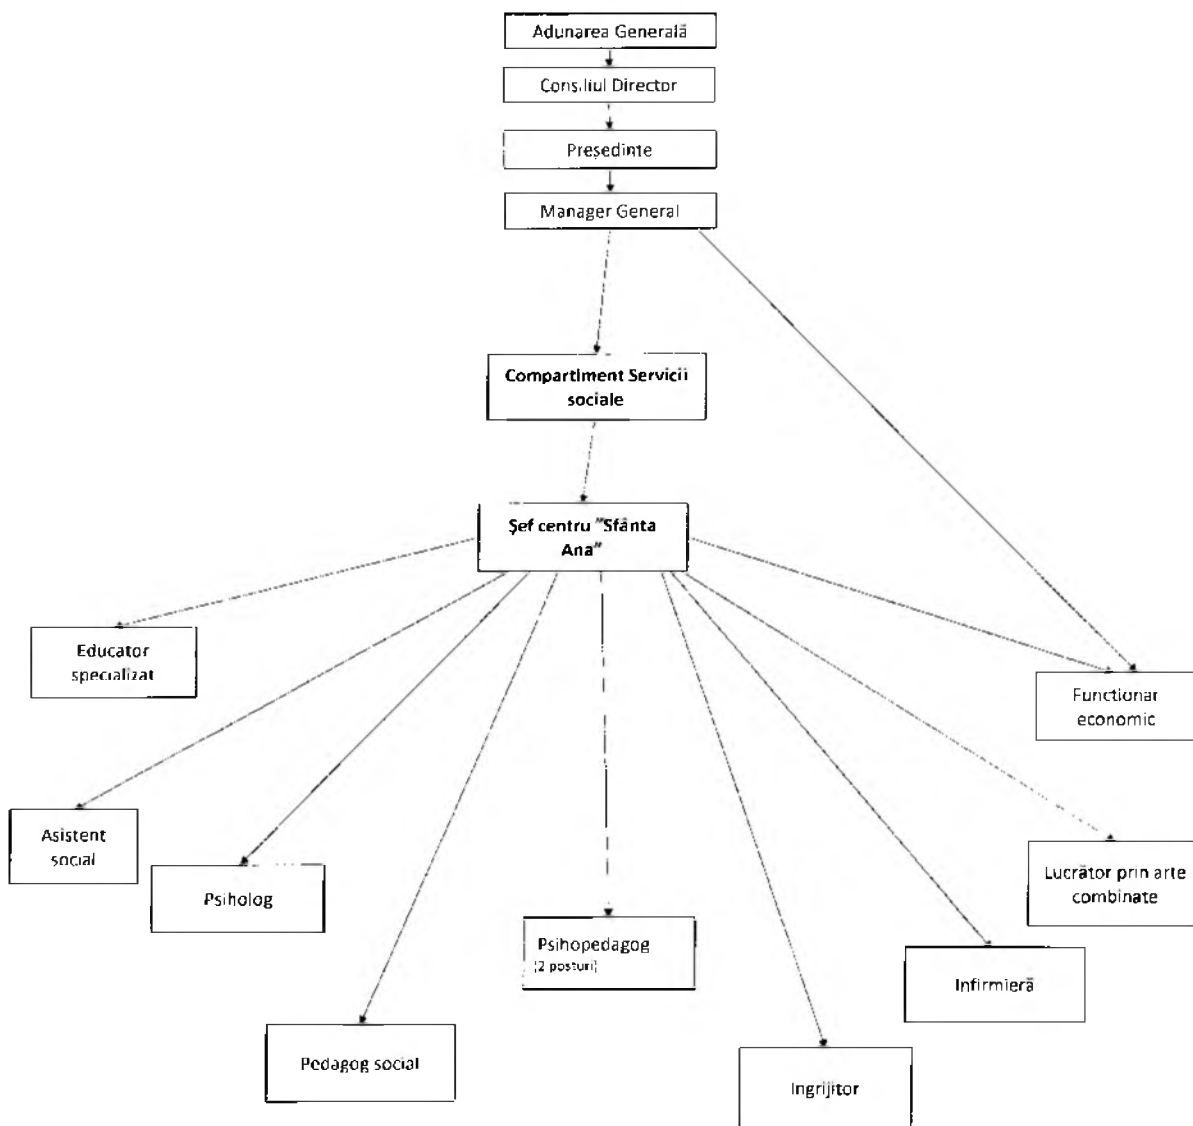 Adunarea Generală
Consiliul Director
Președinte
Manager General
Compartiment Servicii
sociale
Şef centru "Sfânta
Ana"
Educator
specializat
Functionar
economic
Asistent
social
Psiholog
Lucrător prin arte
combinate
Psihopedagog
(2 posturi)
Infirmieră
Pedagog social
Ingrijitor